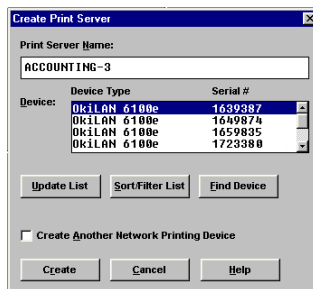 Create Print Server
Print Server Name:
ACCOUNTING-3
Device Type Serial #
Device:
OkiLAN 6100e 1639387
OkiLAN 6100e 1649874
OkiLAN 6100e 1659835
OkiLAN 6100e 1723380
Update List Sort/Filter List Find Device
Create Another Network Printing Device
Create Cancel Help